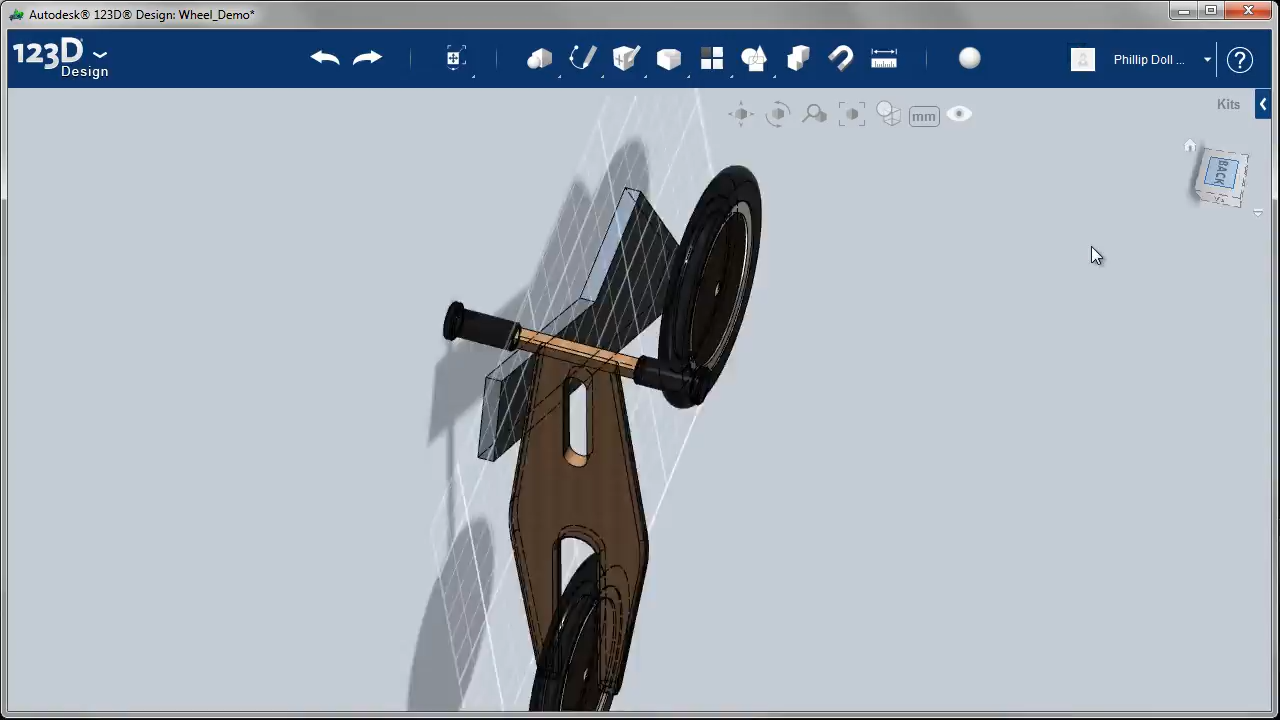 Autodesk® 123D® Design: Wheel_Demo*
123D
Design
Phillip Doll ...
?
mm
Kits
BACK